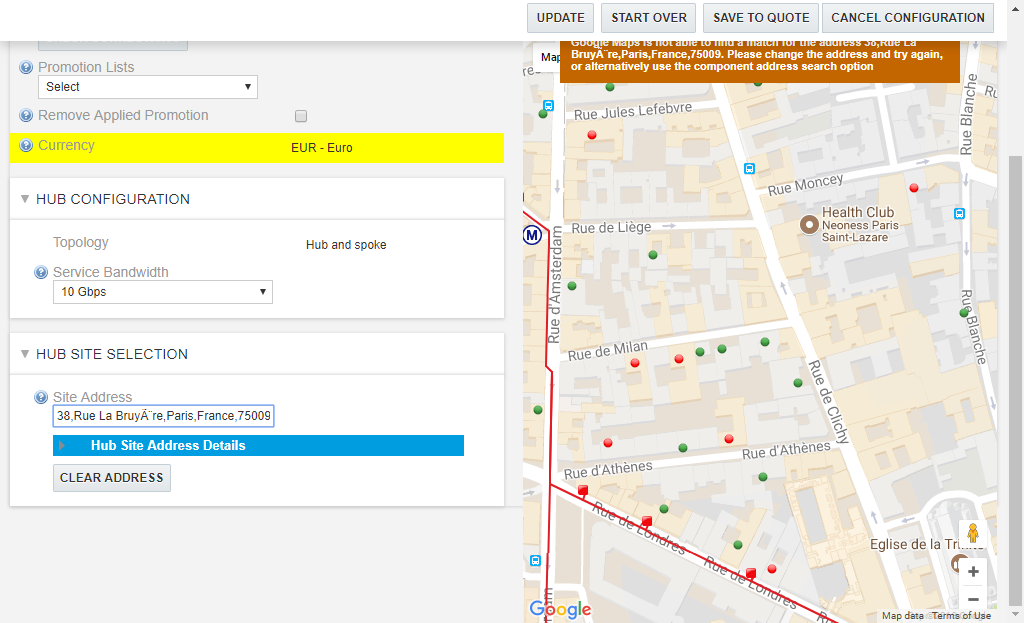 UPDATE
START OVER
SAVE TO QUOTE
CANCEL CONFIGURATION
Promotion Lists
Select
Remove Applied Promotion
Currency
EUR - Euro
HUB CONFIGURATION
Topology
Hub and spoke
Service Bandwidth
10 Gbps
HUB SITE SELECTION
Site Address
38,Rue La BruyÃ¨re,Paris,France,75009
Hub Site Address Details
CLEAR ADDRESS
Map
Google Maps is not able to find a match for the address 38,Rue La
BruyÃ¨re,Paris,France,75009. Please change the address and try again,
or alternatively use the component address search option
Rue Jules Lefebvre
Rue Blanche
Rue Moncey
Health Club
Neoness Paris
Saint-Lazare
Rue de Liège
M
Rue d'Amsterdam
Rue Blanche
Rue de Milan
Rue de Clichy
Rue d'Athènes
Rue d'Athènes
Rue de Londres
Eglise de la Trinité
Rue de Londres
Google
Map data
Terms of Use